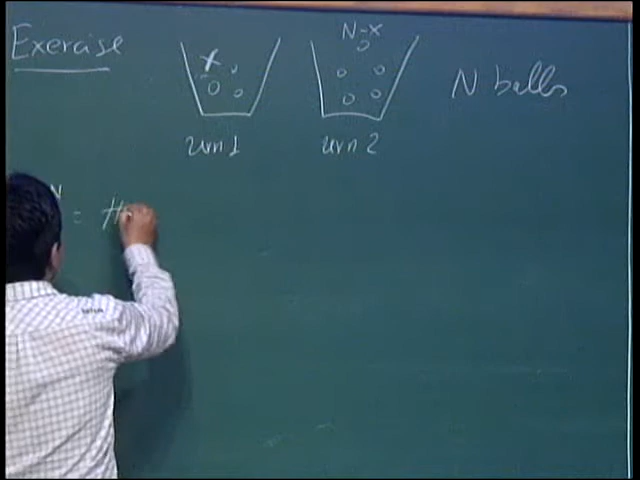 Exercise
x
N-x
N balls
urn 1
urn 2
N
= #